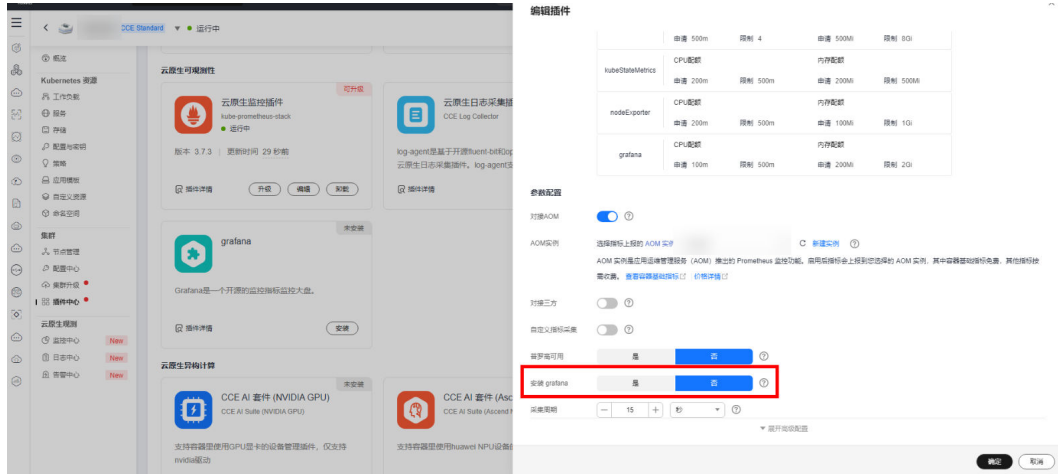 CCE Standard
运行中
概览
Kubernetes 资源
工作负载
服务
存储
配置与密钥
策略
应用模板
自定义资源
命名空间
集群
节点管理
配置中心
集群升级
插件中心
云原生观测
监控中心 New
日志中心 New
告警中心 New
云原生可观测性
可升级
云原生监控插件
kube-prometheus-stack
运行中
版本 3.7.3 更新时间 29 秒前
插件详情 升级 编辑 卸载
云原生日志采集插
CCE Log Collector
log-agent是基于开源fluent-bit和op
云原生日志采集插件。log-agent支
插件详情
未安装
grafana
Grafana是一个开源的监控指标监控大盘。
插件详情 安装
云原生异构计算
未安装
CCE AI 套件 (NVIDIA GPU)
CCE AI Suite (NVIDIA GPU)
支持容器里使用GPU显卡的设备管理插件，仅支持
nvidia驱动
CCE AI 套件 (Asc
CCE AI Suite (Ascend N
支持容器里使用huawei NPU设备的
编辑插件
申请 500m 限制 4 申请 500Mi 限制 8Gi
kubeStateMetrics
CPU配额 内存配额
申请 200m 限制 500m 申请 200Mi 限制 500Mi
nodeExporter
CPU配额 内存配额
申请 200m 限制 500m 申请 100Mi 限制 1Gi
grafana
CPU配额 内存配额
申请 100m 限制 500m 申请 200Mi 限制 2Gi
参数配置
对接AOM
AOM实例 选择指标上报的 AOM 实例 新建实例
AOM 实例是应用运维管理服务（AOM）推出的 Prometheus 监控功能。启用后指标会上报到您选择的 AOM 实例，其中容器基础指标免费，其他指标按
需收费。 查看容器基础指标 价格详情
对接三方
自定义指标采集
普罗高可用 是 否
安装 grafana 是 否
采集周期 15 秒
展开高级配置
确定 取消